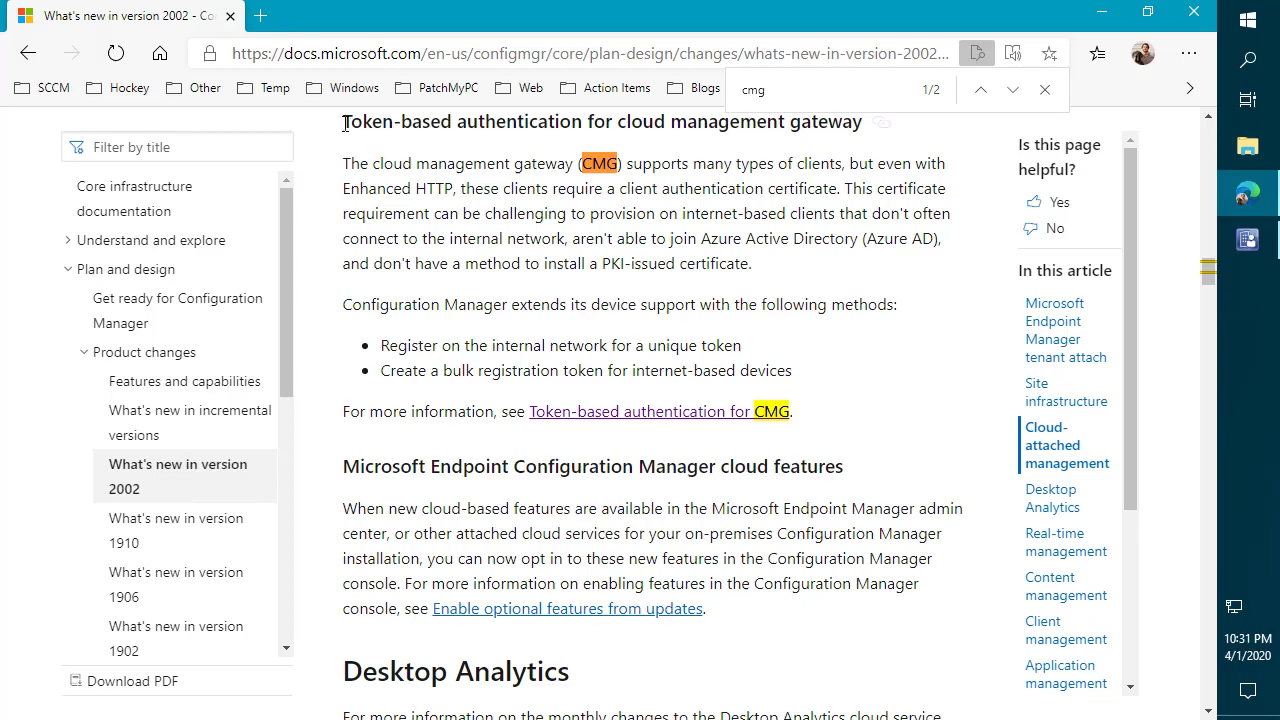 What's new in version 2002 - Co
https://docs.microsoft.com/en-us/configmgr/core/plan-design/changes/whats-new-in-version-2002...
SCCM
Hockey
Other
Temp
Windows
PatchMyPC
Web
Action Items
Blogs
cmg
1/2
Filter by title
Core infrastructure
documentation
Understand and explore
Plan and design
Get ready for Configuration
Manager
Product changes
Features and capabilities
What's new in incremental
versions
What's new in version
2002
What's new in version
1910
What's new in version
1906
What's new in version
1902
Download PDF
Token-based authentication for cloud management gateway
The cloud management gateway (CMG) supports many types of clients, but even with
Enhanced HTTP, these clients require a client authentication certificate. This certificate
requirement can be challenging to provision on internet-based clients that don't often
connect to the internal network, aren't able to join Azure Active Directory (Azure AD),
and don't have a method to install a PKI-issued certificate.
Configuration Manager extends its device support with the following methods:
Register on the internal network for a unique token
Create a bulk registration token for internet-based devices
For more information, see Token-based authentication for CMG.
Microsoft Endpoint Configuration Manager cloud features
When new cloud-based features are available in the Microsoft Endpoint Manager admin
center, or other attached cloud services for your on-premises Configuration Manager
installation, you can now opt in to these new features in the Configuration Manager
console. For more information on enabling features in the Configuration Manager
console, see Enable optional features from updates.
Desktop Analytics
For more information on the monthly changes to the Desktop Analytics cloud service
Is this page
helpful?
Yes
No
In this article
Microsoft
Endpoint
Manager
tenant attach
Site
infrastructure
Cloud-
attached
management
Desktop
Analytics
Real-time
management
Content
management
Client
management
Application
management
10:31 PM
4/1/2020